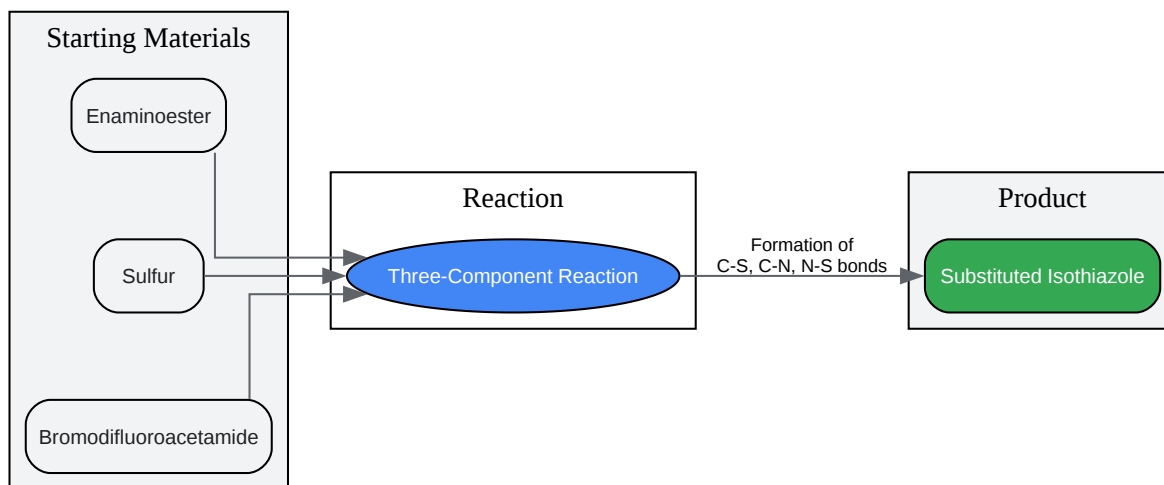 Starting Materials
Enaminoester
Sulfur
Bromodifluoroacetamide
Reaction
Three-Component Reaction
Formation of
C-S, C-N, N-S bonds
Product
Substituted Isothiazole